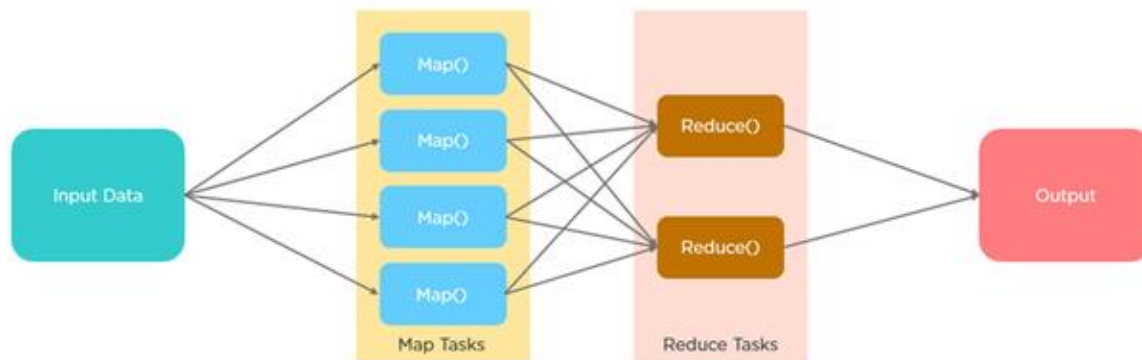 Input Data
Map()
Map()
Map()
Map()
Map Tasks
Reduce()
Reduce()
Reduce Tasks
Output